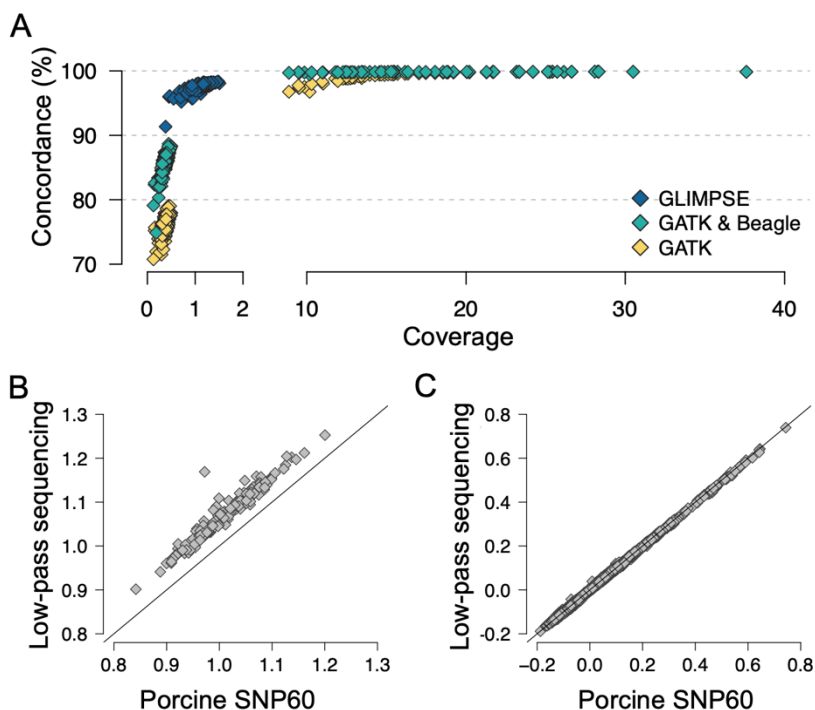 A
Concordance (%)
100
90
80
70
GLIMPSE
GATK & Beagle
GATK
0 1 2 10 20 30 40
Coverage
B
Low-pass sequencing
1.3
1.2
1.1
1.0
0.9
0.8
0.8 0.9 1.0 1.1 1.2 1.3
Porcine SNP60
C
Low-pass sequencing
0.8
0.6
0.4
0.2
0.0
-0.2
−0.2 0.0 0.2 0.4 0.6 0.8
Porcine SNP60